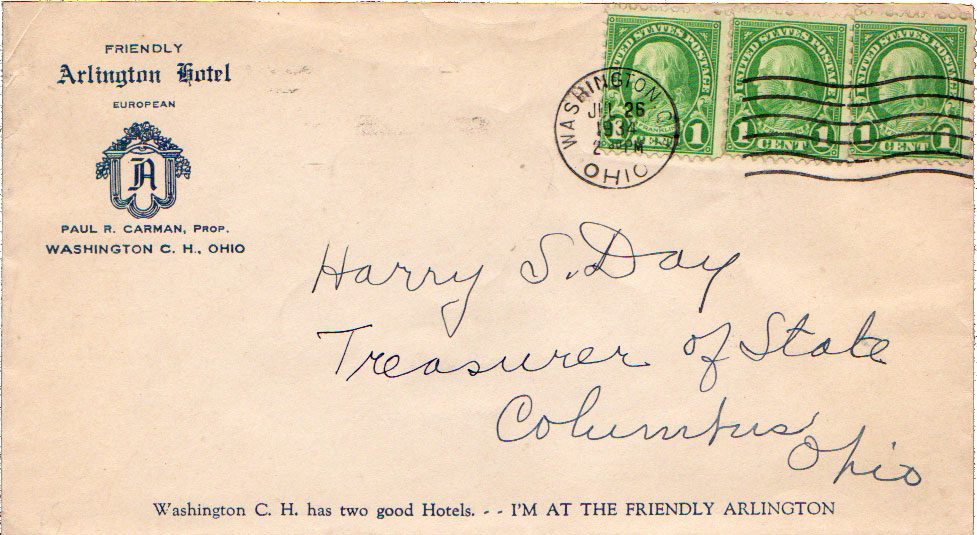 FRIENDLY
Arlington Hotel
EUROPEAN
A
PAUL R. CARMAN, PROP.
WASHINGTON C. H., OHIO
UNITED STATES POSTAGE
1 CENT 1
UNITED STATES POSTAGE
1 CENT 1
UNITED STATES POSTAGE
1 CENT 1
WASHINGTON C. H.
JUL 26
1934
PM
OHIO
Harry S. Day
Treasurer of State
Columbus
Ohio
Washington C. H. has two good Hotels. - - I'M AT THE FRIENDLY ARLINGTON